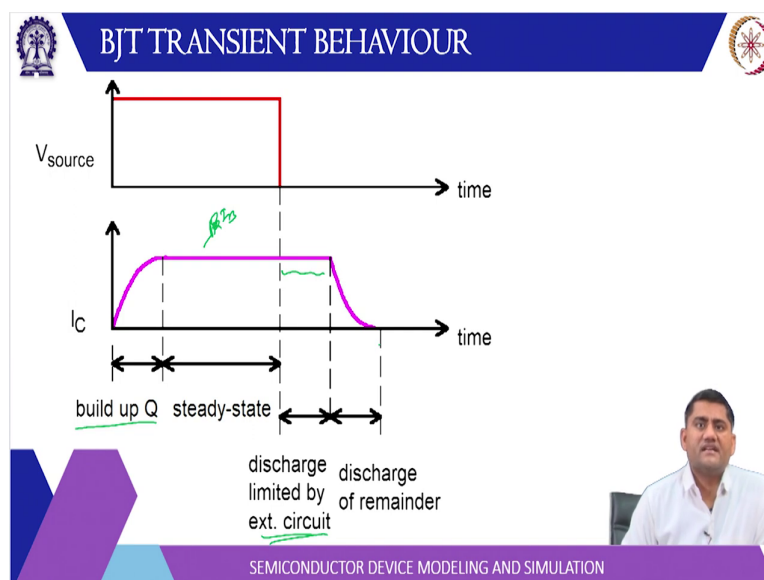 BJT TRANSIENT BEHAVIOUR
V source
time
I C
time
build up Q
steady-state
discharge
limited by
ext. circuit
discharge
of remainder
SEMICONDUCTOR DEVICE MODELING AND SIMULATION